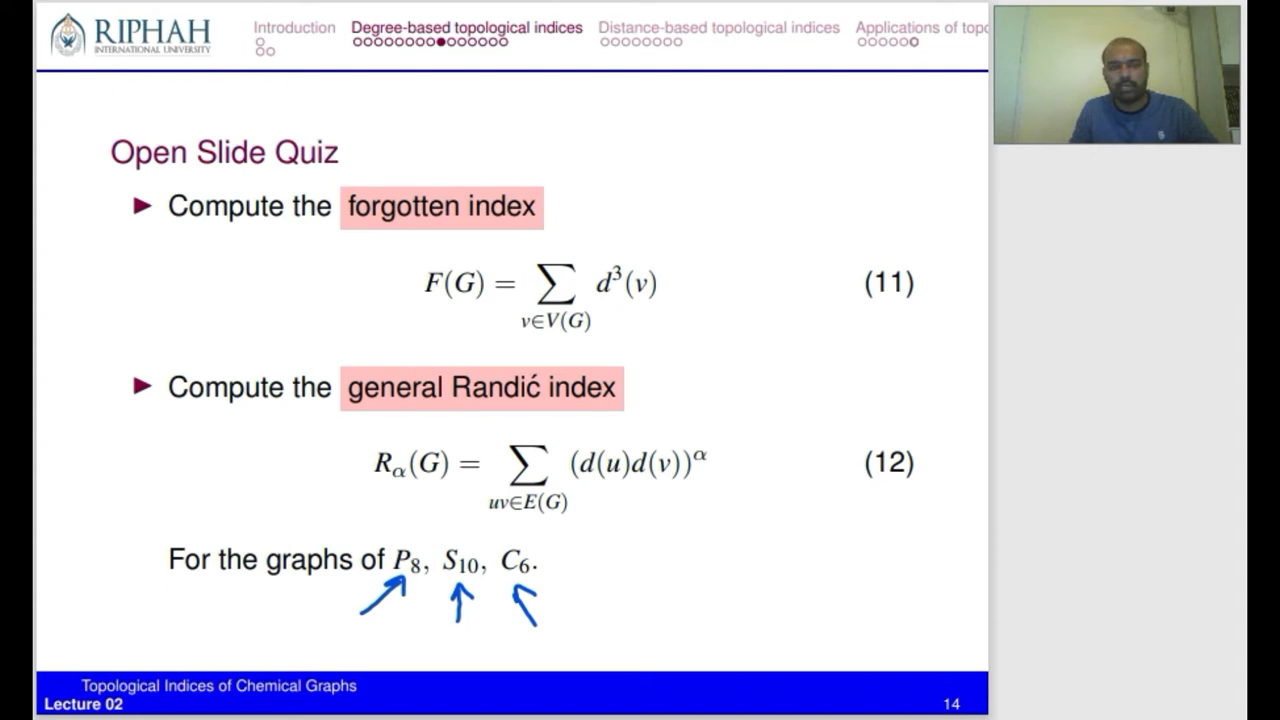 RIPHAH
INTERNATIONAL UNIVERSITY
Introduction
Degree-based topological indices
Distance-based topological indices
Applications of topo
Open Slide Quiz
► Compute the forgotten index
F(G) = ∑_{v∈V(G)} d³(v) (11)
► Compute the general Randić index
R_α(G) = ∑_{uv∈E(G)} (d(u)d(v))^α (12)
For the graphs of P₈, S₁₀, C₆.
Topological Indices of Chemical Graphs
Lecture 02
14